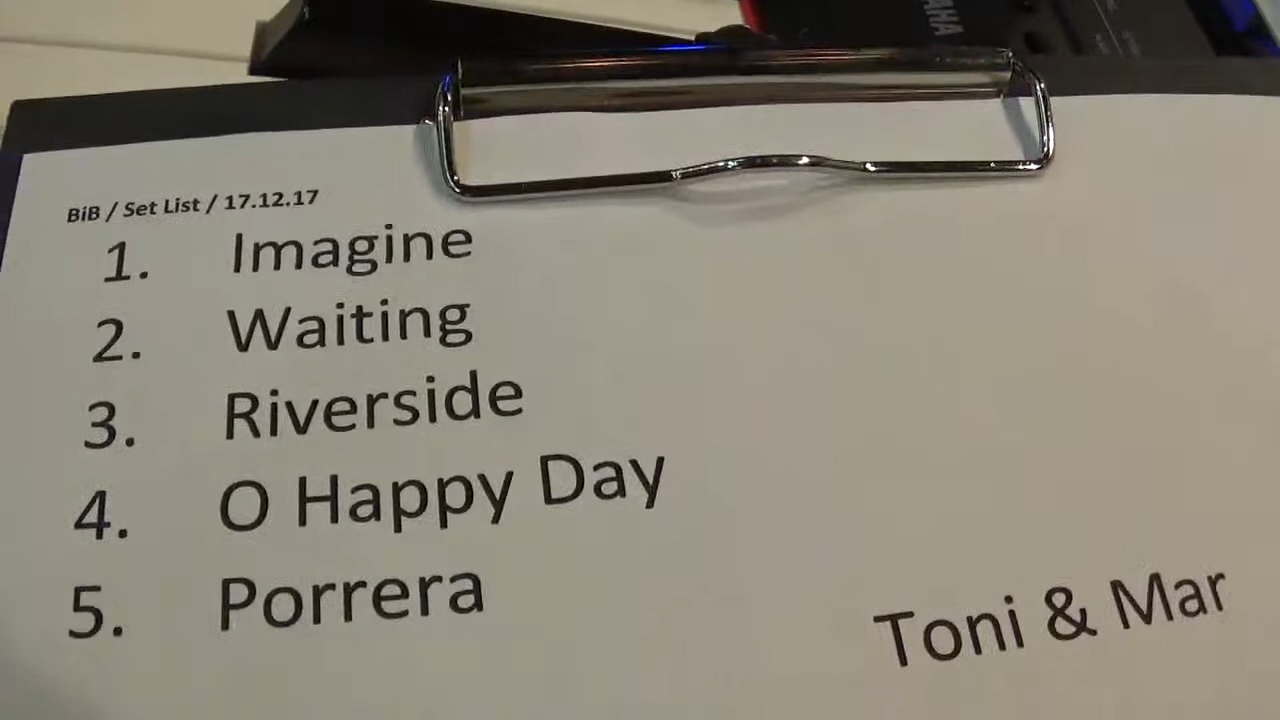 BiB / Set List / 17.12.17
1. Imagine
2. Waiting
3. Riverside
4. O Happy Day
5. Porrera
Toni & Mar